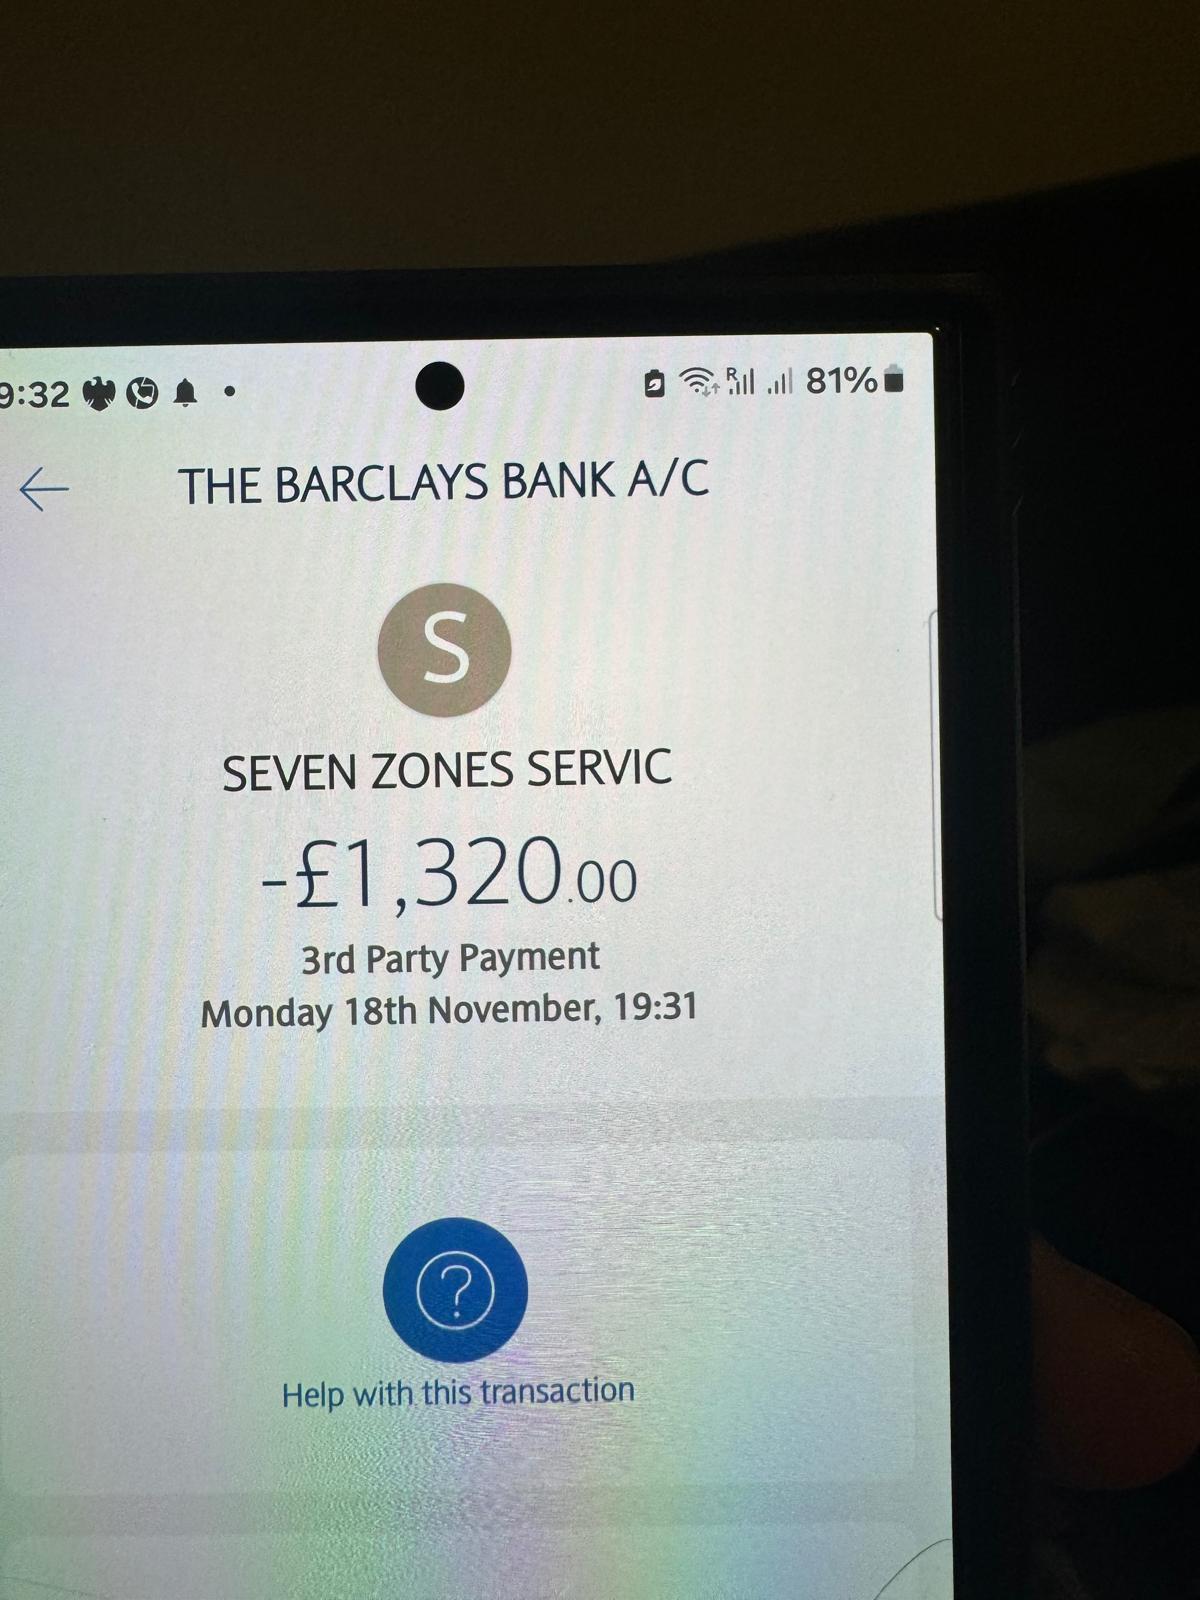 9:32 81%
THE BARCLAYS BANK A/C
S
SEVEN ZONES SERVIC
-£1,320.00
3rd Party Payment
Monday 18th November, 19:31
?
Help with this transaction